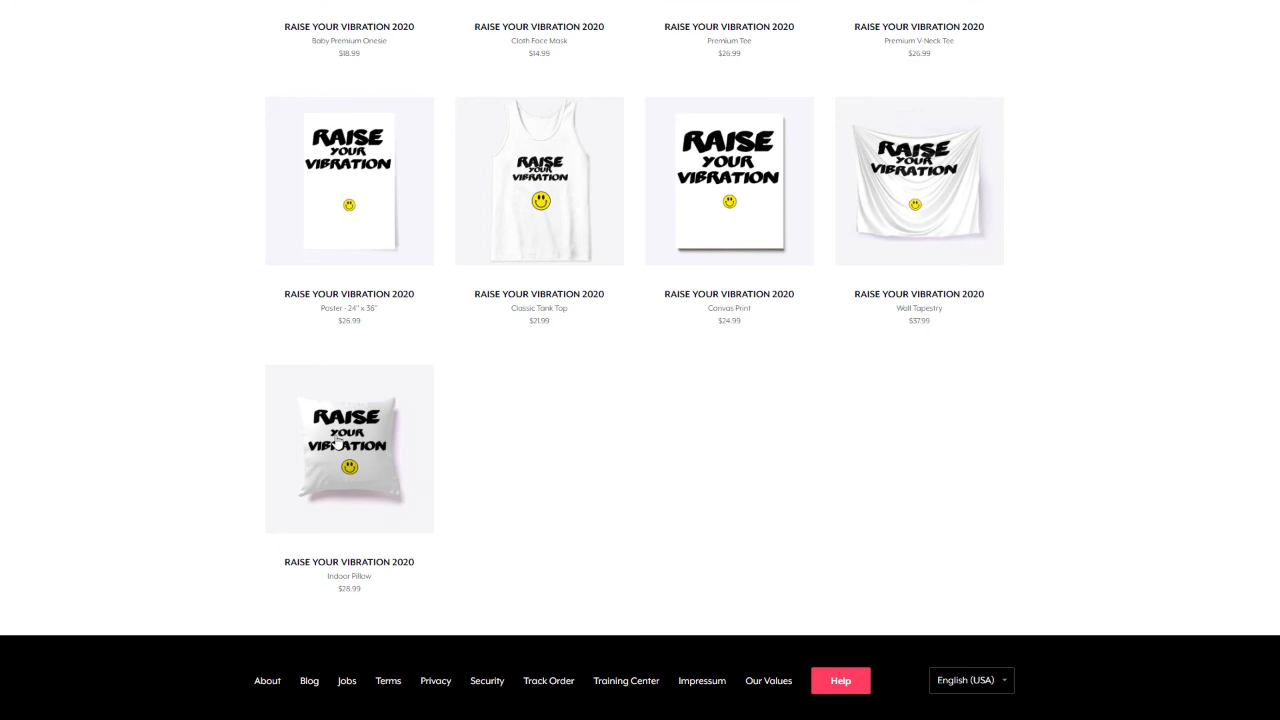 RAISE YOUR VIBRATION 2020
Baby Premium Onesie
$18.99
RAISE YOUR VIBRATION 2020
Cloth Face Mask
$14.99
RAISE YOUR VIBRATION 2020
Premium Tee
$26.99
RAISE YOUR VIBRATION 2020
Premium V-Neck Tee
$26.99
RAISE
YOUR
VIBRATION
RAISE YOUR VIBRATION 2020
Poster - 24" x 36"
$26.99
RAISE
YOUR
VIBRATION
RAISE YOUR VIBRATION 2020
Classic Tank Top
$21.99
RAISE
YOUR
VIBRATION
RAISE YOUR VIBRATION 2020
Canvas Print
$24.99
RAISE
YOUR
VIBRATION
RAISE YOUR VIBRATION 2020
Wall Tapestry
$37.99
RAISE
YOUR
VIBRATION
RAISE YOUR VIBRATION 2020
Indoor Pillow
$28.99
About Blog Jobs Terms Privacy Security Track Order Training Center Impressum Our Values Help English (USA)